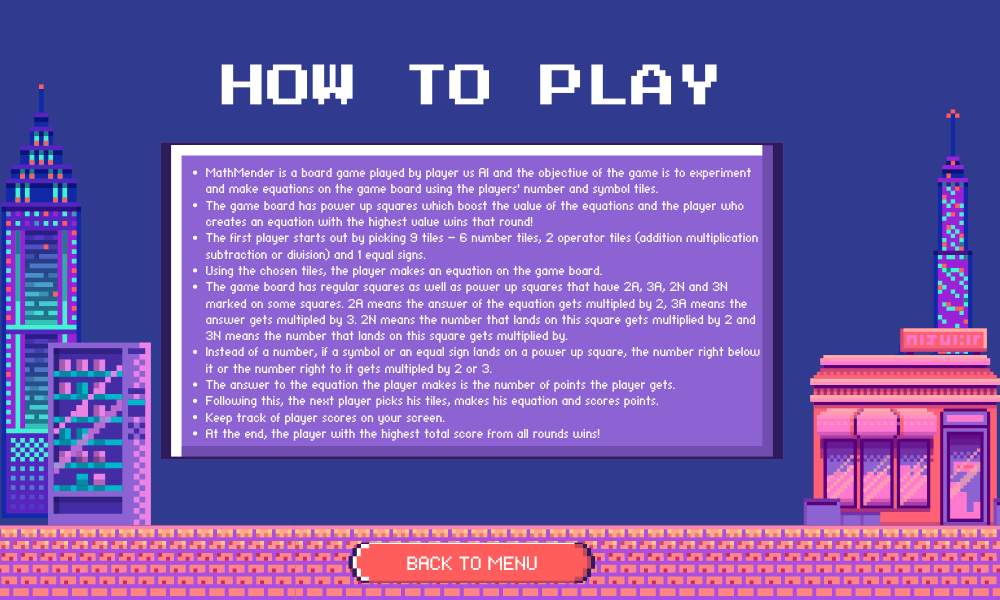 HOW TO PLAY
• MathMender is a board game played by player us AI and the objective of the game is to experiment
and make equations on the game board using the players' number and symbol tiles.
• The game board has power up squares which boost the value of the equations and the player who
creates an equation with the highest value wins that round!
• The first player starts out by picking 9 tiles – 6 number tiles, 2 operator tiles (addition multiplication
subtraction or division) and 1 equal signs.
• Using the chosen tiles, the player makes an equation on the game board.
• The game board has regular squares as well as power up squares that have 2A, 3A, 2N and 3N
marked on some squares. 2A means the answer of the equation gets multipled by 2, 3A means the
answer gets multipled by 3. 2N means the number that lands on this square gets multiplied by 2 and
3N means the number that lands on this square gets multiplied by.
• Instead of a number, if a symbol or an equal sign lands on a power up square, the number right below
it or the number right to it gets multipled by 2 or 3.
• The answer to the equation the player makes is the number of points the player gets.
• Following this, the next player picks his tiles, makes his equation and scores points.
• Keep track of player scores on your screen.
• At the end, the player with the highest total score from all rounds wins!
BACK TO MENU